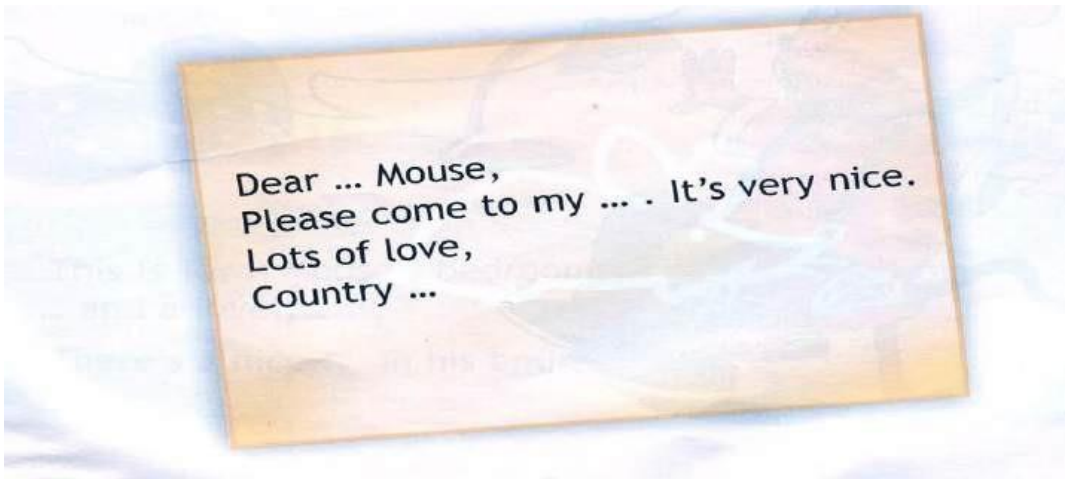 Dear ... Mouse,
Please come to my ... . It's very nice.
Lots of love,
Country ...